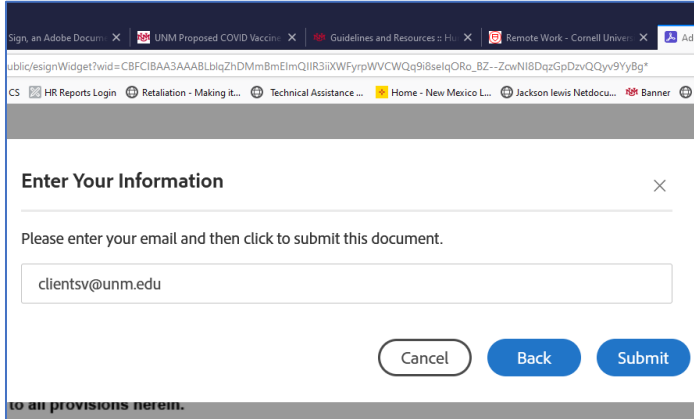 Sign, an Adobe Docum UNM Proposed COVID Vaccine Guidelines and Resources :: Hu Remote Work - Cornell Univers Ad
ublic/esignWidget?wid=CBFCIBAA3AAABLblqZhDMmBmElmQIIR3iiXWFyrpWVCWQq9i8selqORo_BZ--ZcwNI8DqzGpDzvQQyv9YyBg*
CS HR Reports Login Retaliation - Making it... Technical Assistance ... Home - New Mexico L... Jackson lewis Netdocu... Banner
Enter Your Information
Please enter your email and then click to submit this document.
clientsv@unm.edu
Cancel Back Submit
to all provisions herein.